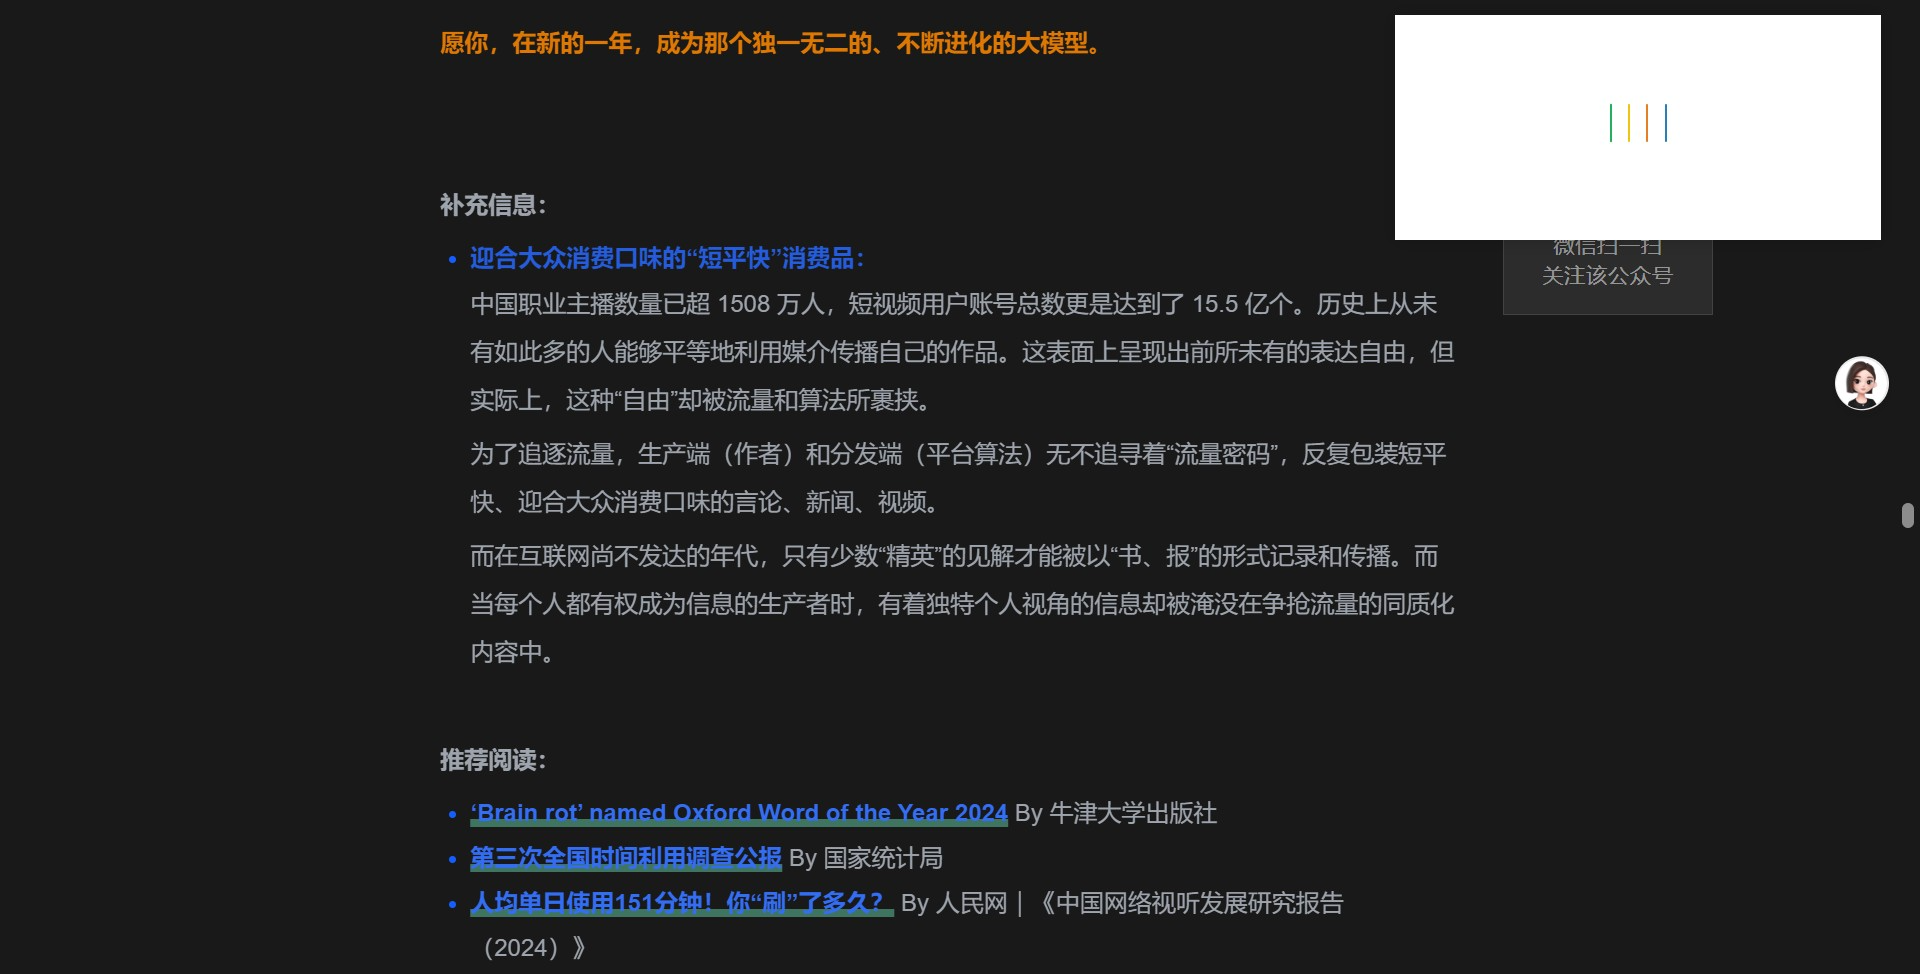 愿你，在新的一年，成为那个独一无二的、不断进化的大模型。
微信扫一扫
关注该公众号
补充信息：
迎合大众消费口味的“短平快”消费品：
中国职业主播数量已超 1508 万人，短视频用户账号总数更是达到了 15.5 亿个。历史上从未
有如此多的人能够平等地利用媒介传播自己的作品。这表面上呈现出前所未有的表达自由，但
实际上，这种“自由”却被流量和算法所裹挟。
为了追逐流量，生产端（作者）和分发端（平台算法）无不追寻着“流量密码”，反复包装短平
快、迎合大众消费口味的言论、新闻、视频。
而在互联网尚不发达的年代，只有少数“精英”的见解才能被以“书、报”的形式记录和传播。而
当每个人都有权成为信息的生产者时，有着独特个人视角的信息却被淹没在争抢流量的同质化
内容中。
推荐阅读：
‘Brain rot’ named Oxford Word of the Year 2024 By 牛津大学出版社
第三次全国时间利用调查公报 By 国家统计局
人均单日使用151分钟！你“刷”了多久？ By 人民网｜《中国网络视听发展研究报告
（2024）》